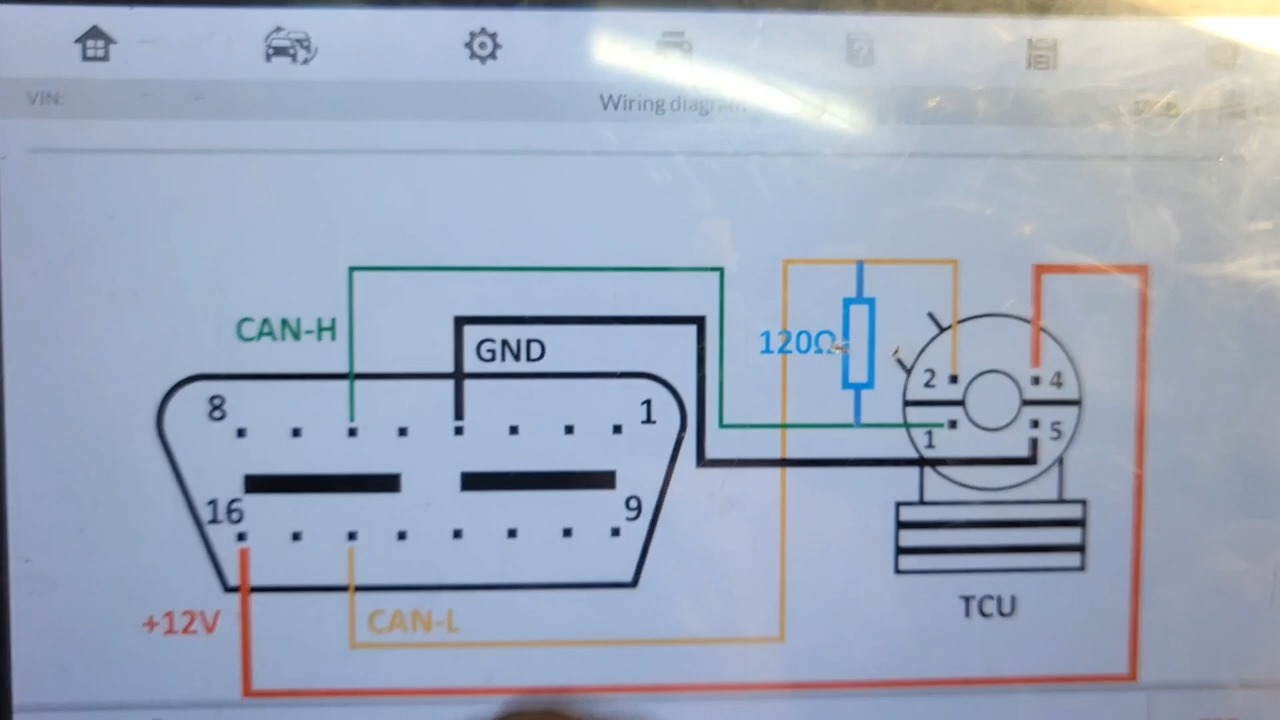 VIN:
Wiring diagram
CAN-H
GND
120Ω
8
1
2
4
1
5
16
9
+12V
CAN-L
TCU